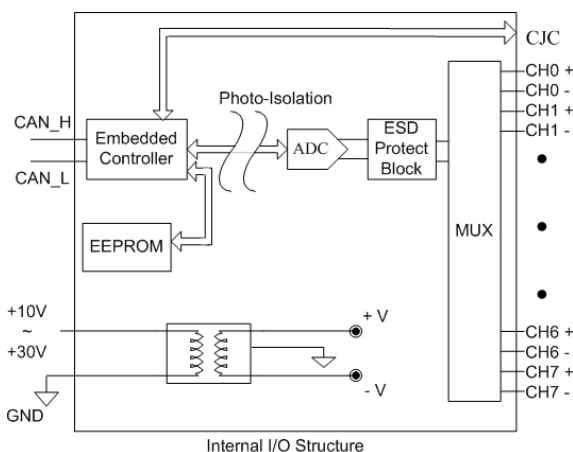 CJC
CH0 +
CH0 -
CH1 +
CH1 -
Photo-Isolation
CAN_H
CAN_L
Embedded
Controller
ADC
ESD
Protect
Block
MUX
EEPROM
+10V
~
+30V
GND
+ V
- V
CH6 +
CH6 -
CH7 +
CH7 -
Internal I/O Structure